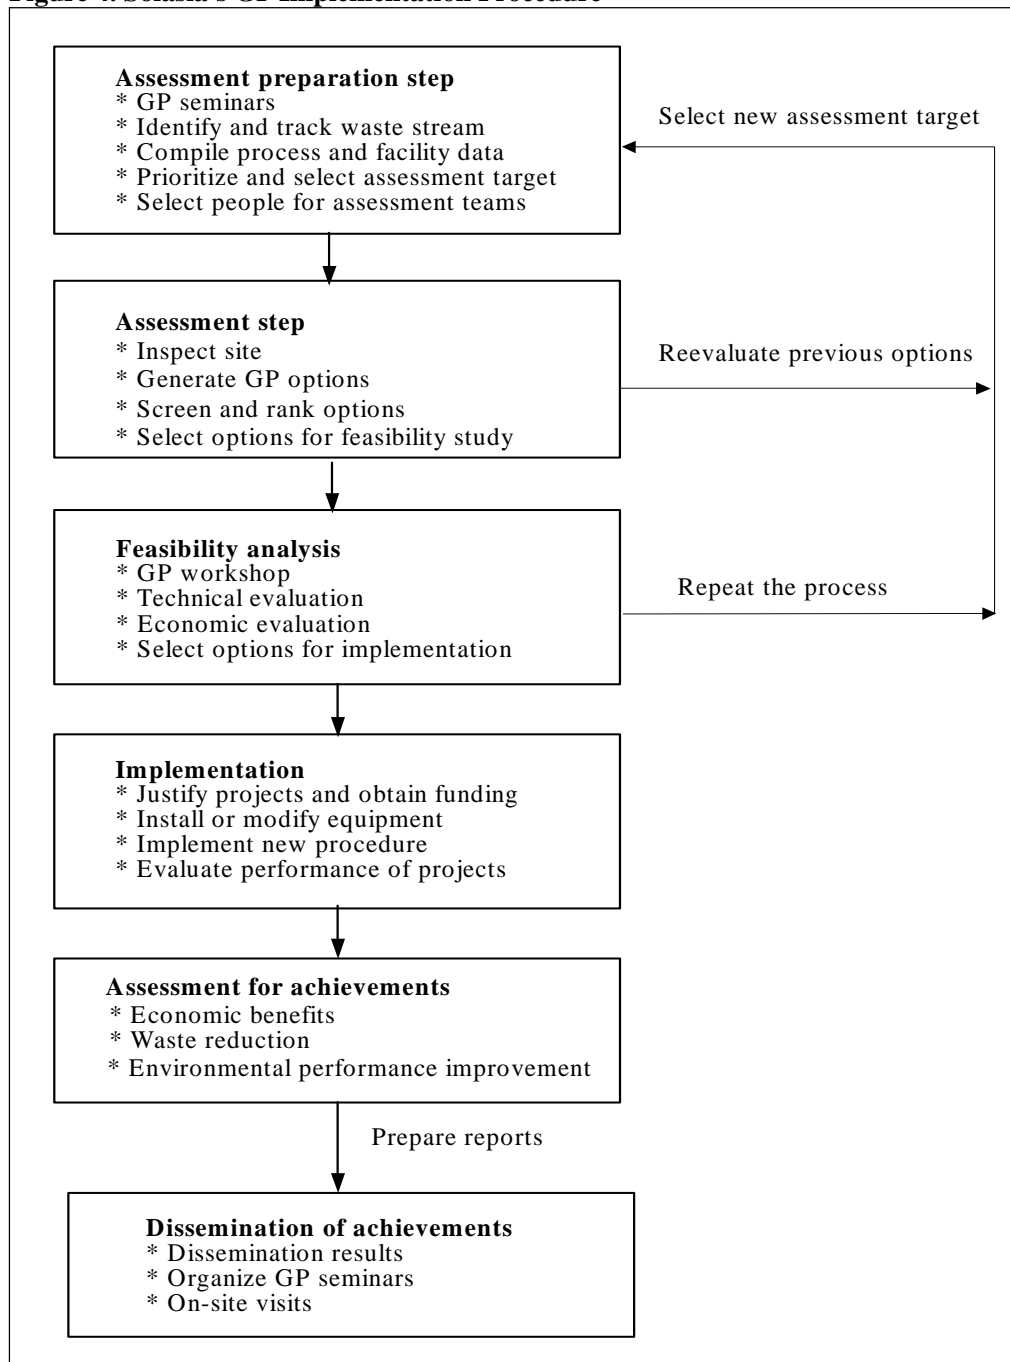 Figure 4. Solasia's GP Implementation Procedure
Assessment preparation step
* GP seminars
* Identify and track waste stream
* Compile process and facility data
* Prioritize and select assessment target
* Select people for assessment teams
Select new assessment target
Assessment step
* Inspect site
* Generate GP options
* Screen and rank options
* Select options for feasibility study
Reevaluate previous options
Feasibility analysis
* GP workshop
* Technical evaluation
* Economic evaluation
* Select options for implementation
Repeat the process
Implementation
* Justify projects and obtain funding
* Install or modify equipment
* Implement new procedure
* Evaluate performance of projects
Assessment for achievements
* Economic benefits
* Waste reduction
* Environmental performance improvement
Prepare reports
Dissemination of achievements
* Dissemination results
* Organize GP seminars
* On-site visits